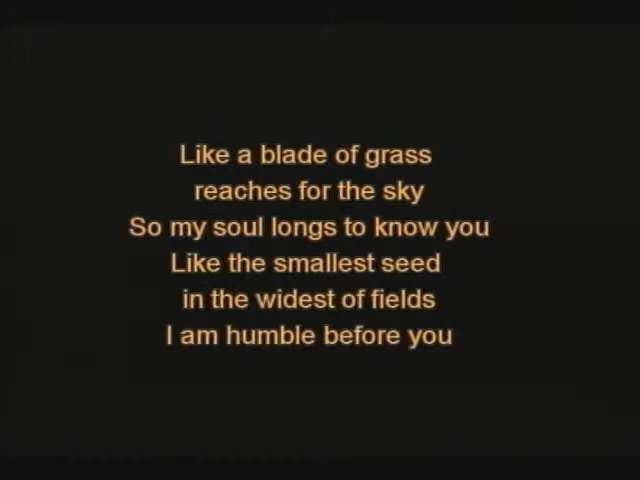 Like a blade of grass
reaches for the sky
So my soul longs to know you
Like the smallest seed
in the widest of fields
I am humble before you